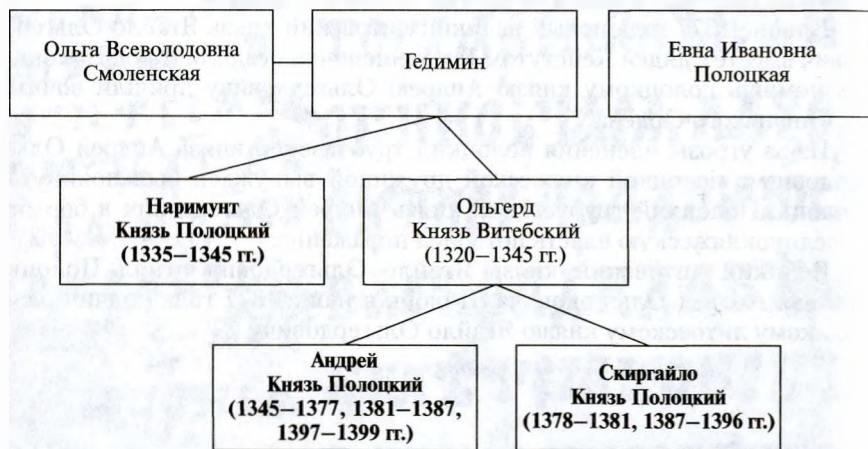 Ольга Всеволодовна
Смоленская
Гедимин
Евна Ивановна
Полоцкая
Наримунт
Князь Полоцкий
(1335–1345 гг.)
Ольгерд
Князь Витебский
(1320–1345 гг.)
Андрей
Князь Полоцкий
(1345–1377, 1381–1387,
1397–1399 гг.)
Скиргайло
Князь Полоцкий
(1378–1381, 1387–1396 гг.)